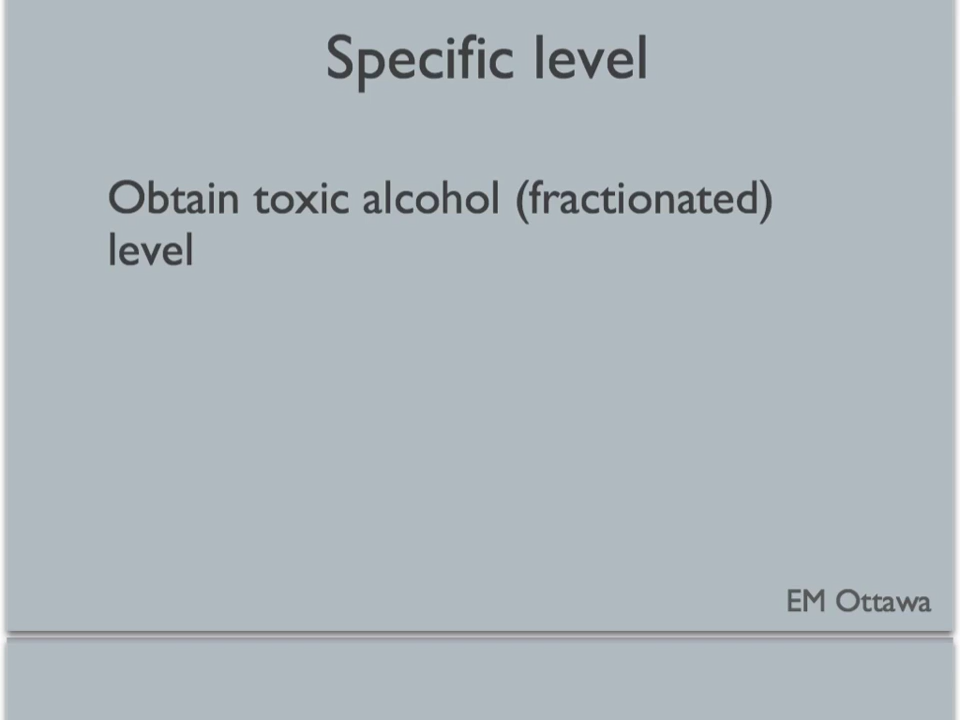 Specific level
Obtain toxic alcohol (fractionated)
level
EM Ottawa